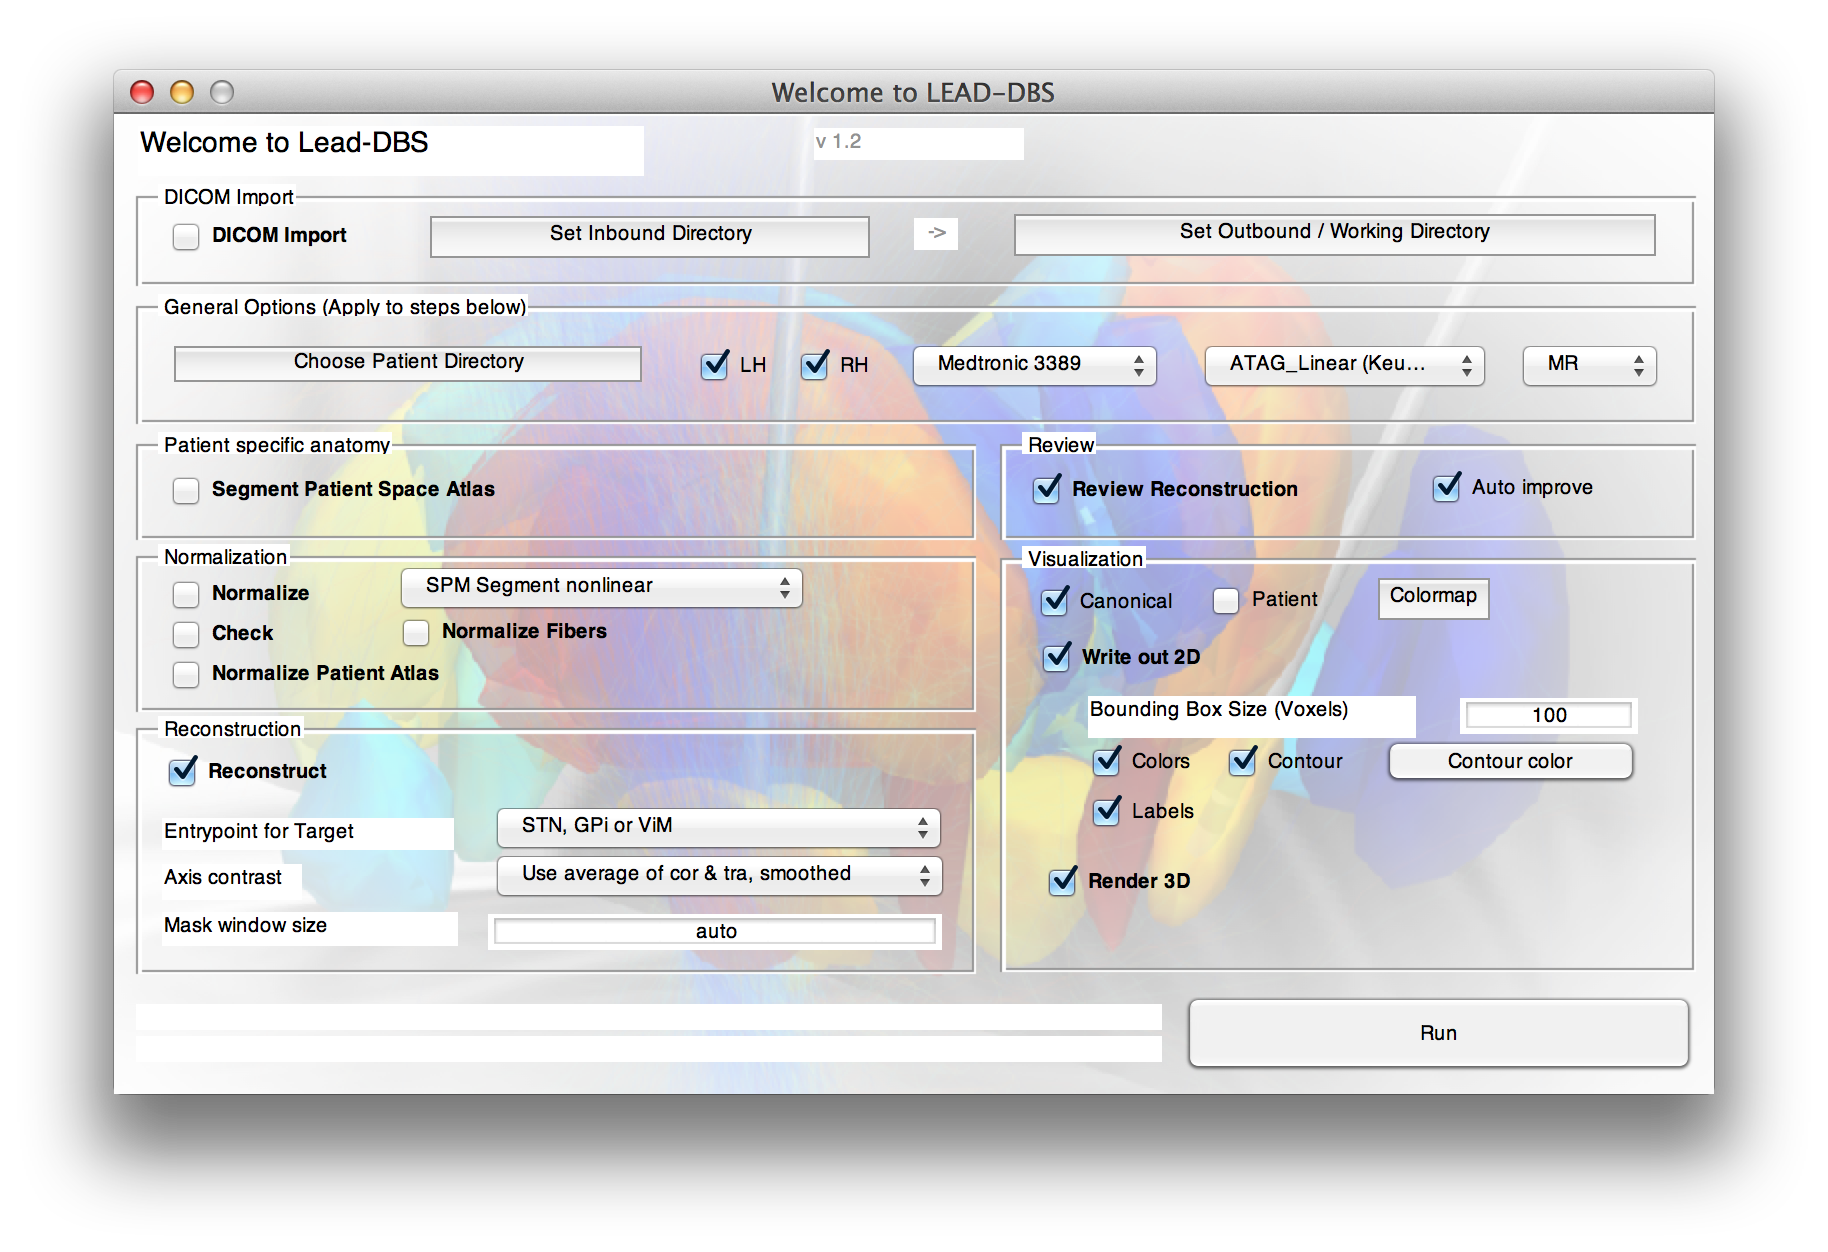 Welcome to LEAD-DBS
Welcome to Lead-DBS
v 1.2
DICOM Import
DICOM Import
Set Inbound Directory
->
Set Outbound / Working Directory
General Options (Apply to steps below)
Choose Patient Directory
LH
RH
Medtronic 3389
ATAG_Linear (Keu...
MR
Patient specific anatomy
Segment Patient Space Atlas
Review
Review Reconstruction
Auto improve
Normalization
Normalize
SPM Segment nonlinear
Check
Normalize Fibers
Normalize Patient Atlas
Reconstruction
Reconstruct
Entrypoint for Target
STN, GPi or ViM
Axis contrast
Use average of cor & tra, smoothed
Mask window size
auto
Visualization
Canonical
Patient
Colormap
Write out 2D
Bounding Box Size (Voxels)
100
Colors
Contour
Contour color
Labels
Render 3D
Run